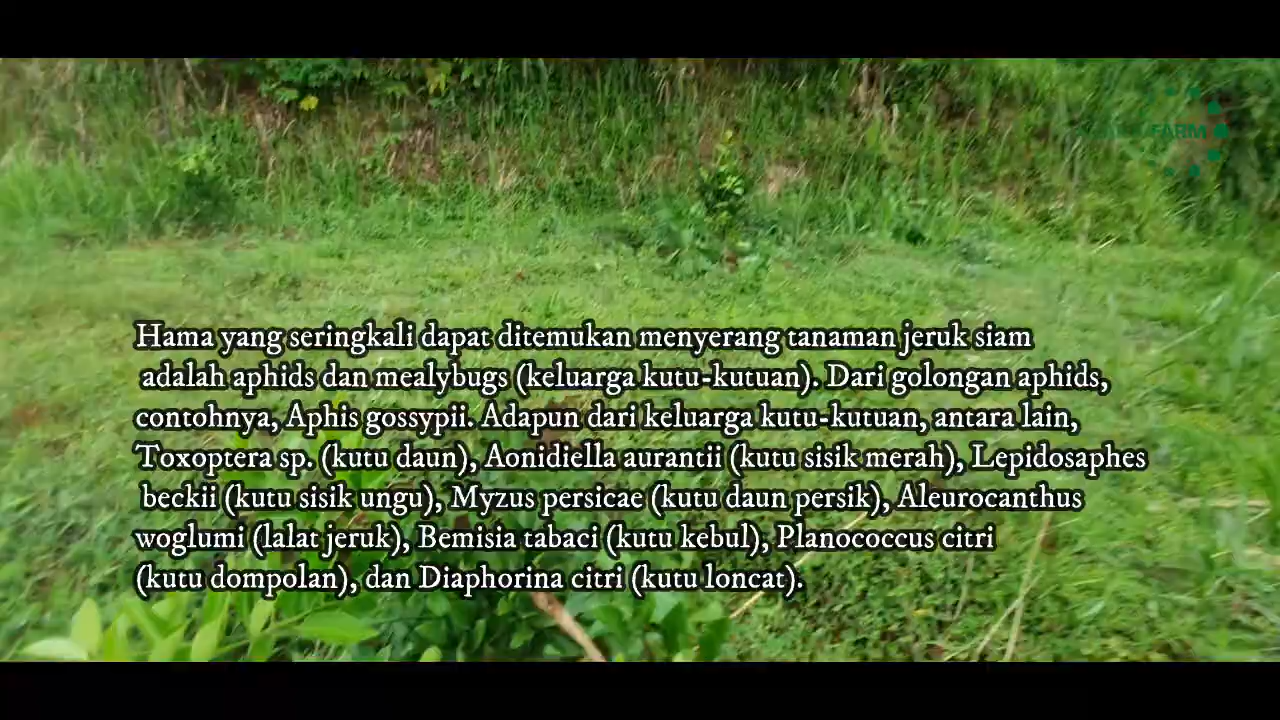 FARM
Hama yang seringkali dapat ditemukan menyerang tanaman jeruk siam
adalah aphids dan mealybugs (keluarga kutu-kutuan). Dari golongan aphids,
contohnya, Aphis gossypii. Adapun dari keluarga kutu-kutuan, antara lain,
Toxoptera sp. (kutu daun), Aonidiella aurantii (kutu sisik merah), Lepidosaphes
beckii (kutu sisik ungu), Myzus persicae (kutu daun persik), Aleurocanthus
woglumi (lalat jeruk), Bemisia tabaci (kutu kebul), Planococcus citri
(kutu dompolan), dan Diaphorina citri (kutu loncat).